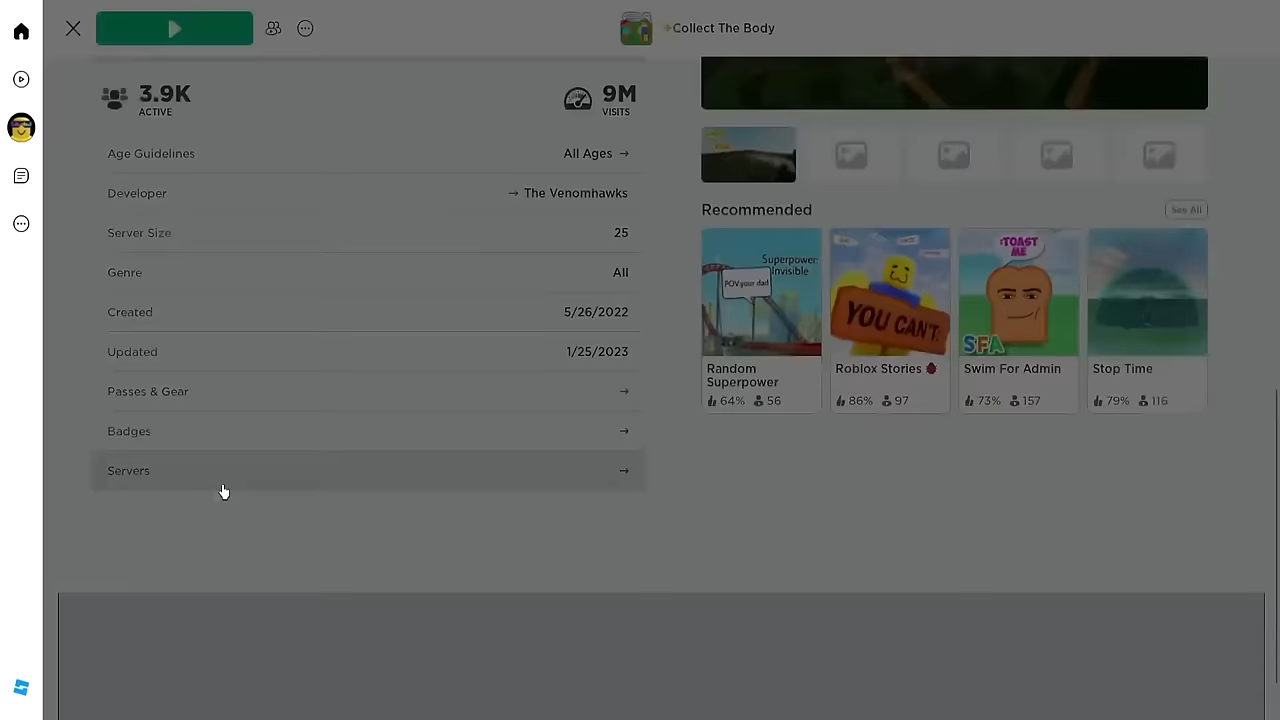 Collect The Body
3.9K
ACTIVE
9M
VISITS
Age Guidelines
All Ages →
Developer
→ The Venomhawks
Server Size
25
Genre
All
Created
5/26/2022
Updated
1/25/2023
Passes & Gear →
Badges →
Servers →
Recommended
See All
Superpower
Invisible
POV:your dad
Random
Superpower
64% 56
YOU CAN'T.
Roblox Stories
86% 97
TOAST
ME
SFA
Swim For Admin
73% 157
Stop Time
79% 116